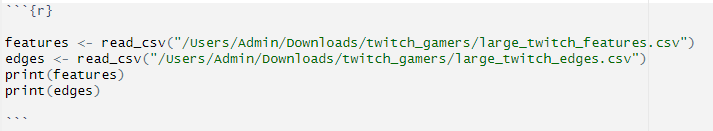 ```{r}
features <- read_csv("/Users/Admin/Downloads/twitch_gamers/large_twitch_features.csv")
edges <- read_csv("/Users/Admin/Downloads/twitch_gamers/large_twitch_edges.csv")
print(features)
print(edges)
```